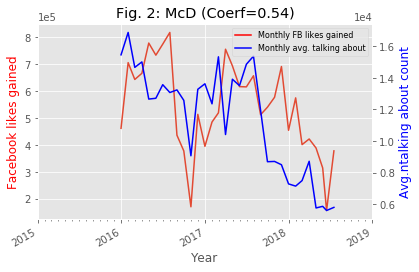 Fig. 2: McD (Coerf=0.54)
1e5
1e4
Monthly FB likes gained
Monthly avg. talking about
Facebook likes gained
8
7
6
5
4
3
2
1.6
1.4
1.2
1.0
0.8
0.6
Avg.ntalking about count
2015
2016
2017
2018
2019
Year